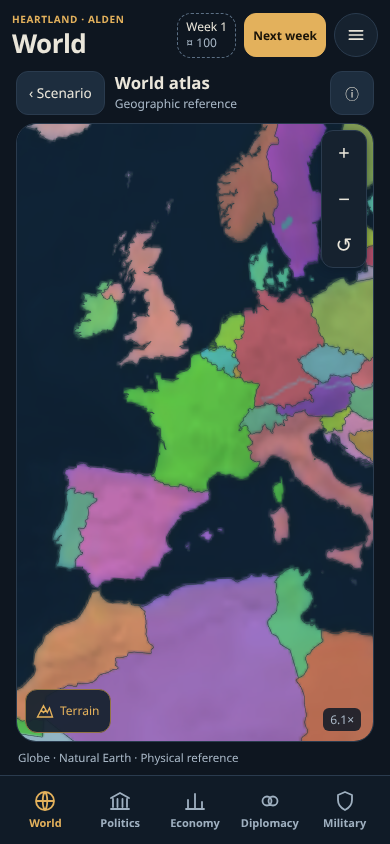 HEARTLAND · ALDEN
World
Week 1
¤ 100
Next week
‹ Scenario
World atlas
Geographic reference
+
−
↺
Terrain
6.1×
Globe · Natural Earth · Physical reference
World
Politics
Economy
Diplomacy
Military